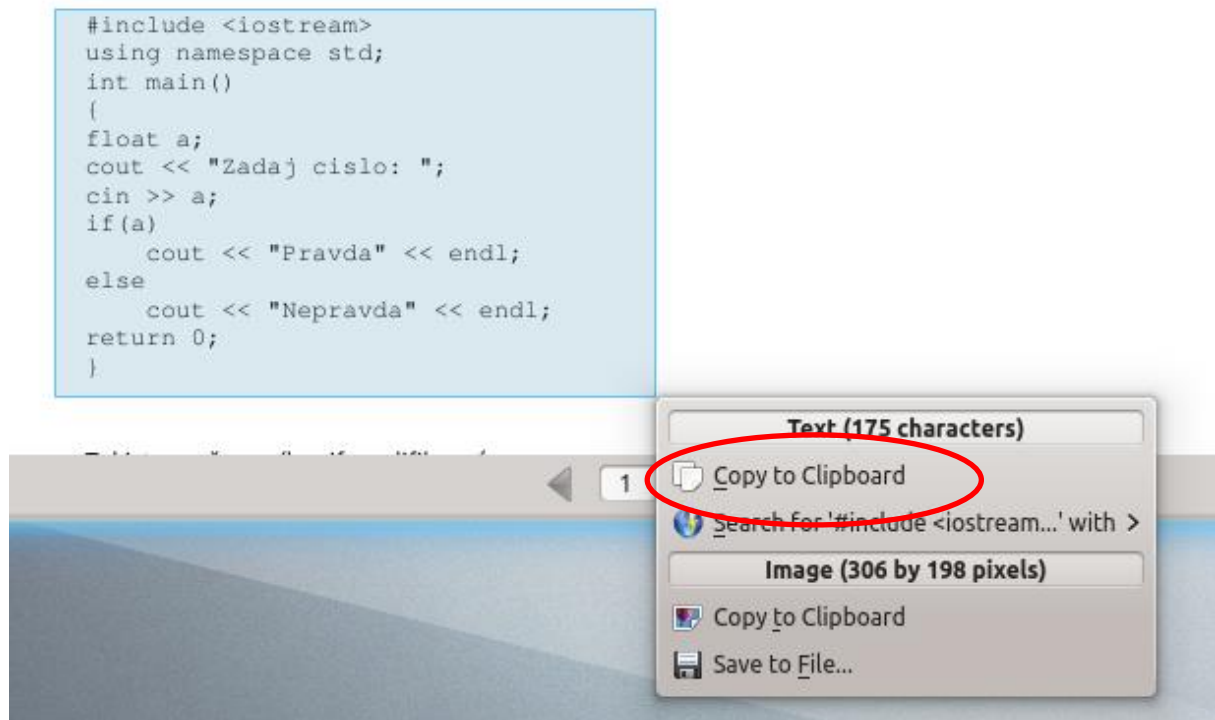 #include <iostream>
using namespace std;
int main()
{
float a;
cout << "Zadaj cislo: ";
cin >> a;
if(a)
    cout << "Pravda" << endl;
else
    cout << "Nepravda" << endl;
return 0;
}
Text (175 characters)
1
Copy to Clipboard
Search for '#include <iostream...' with >
Image (306 by 198 pixels)
Copy to Clipboard
Save to File...